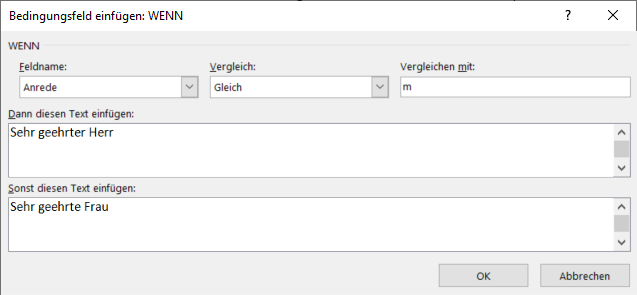 Bedingungsfeld einfügen: WENN ? ×
WENN
Feldname: Vergleich: Vergleichen mit:
Anrede Gleich m
Dann diesen Text einfügen:
Sehr geehrter Herr
Sonst diesen Text einfügen:
Sehr geehrte Frau
OK Abbrechen